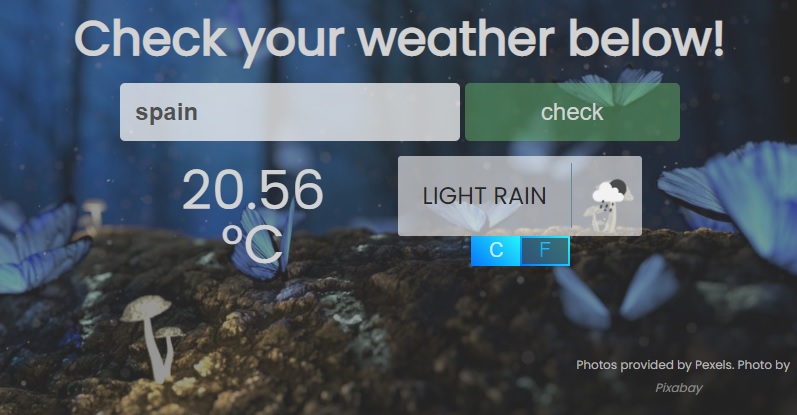 Check your weather below!
spain
check
20.56
°C
LIGHT RAIN
C F
Photos provided by Pexels. Photo by
Pixabay